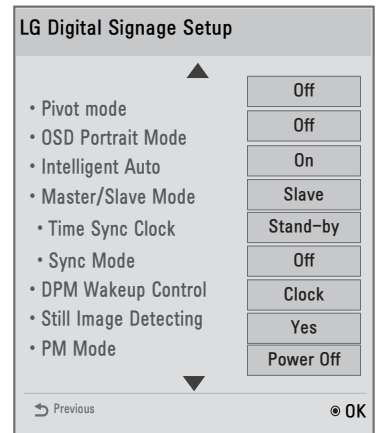 LG Digital Signage Setup
• Pivot mode
Off
• OSD Portrait Mode
Off
• Intelligent Auto
On
• Master/Slave Mode
Slave
• Time Sync Clock
Stand-by
• Sync Mode
Off
• DPM Wakeup Control
Clock
• Still Image Detecting
Yes
• PM Mode
Power Off
Previous
OK